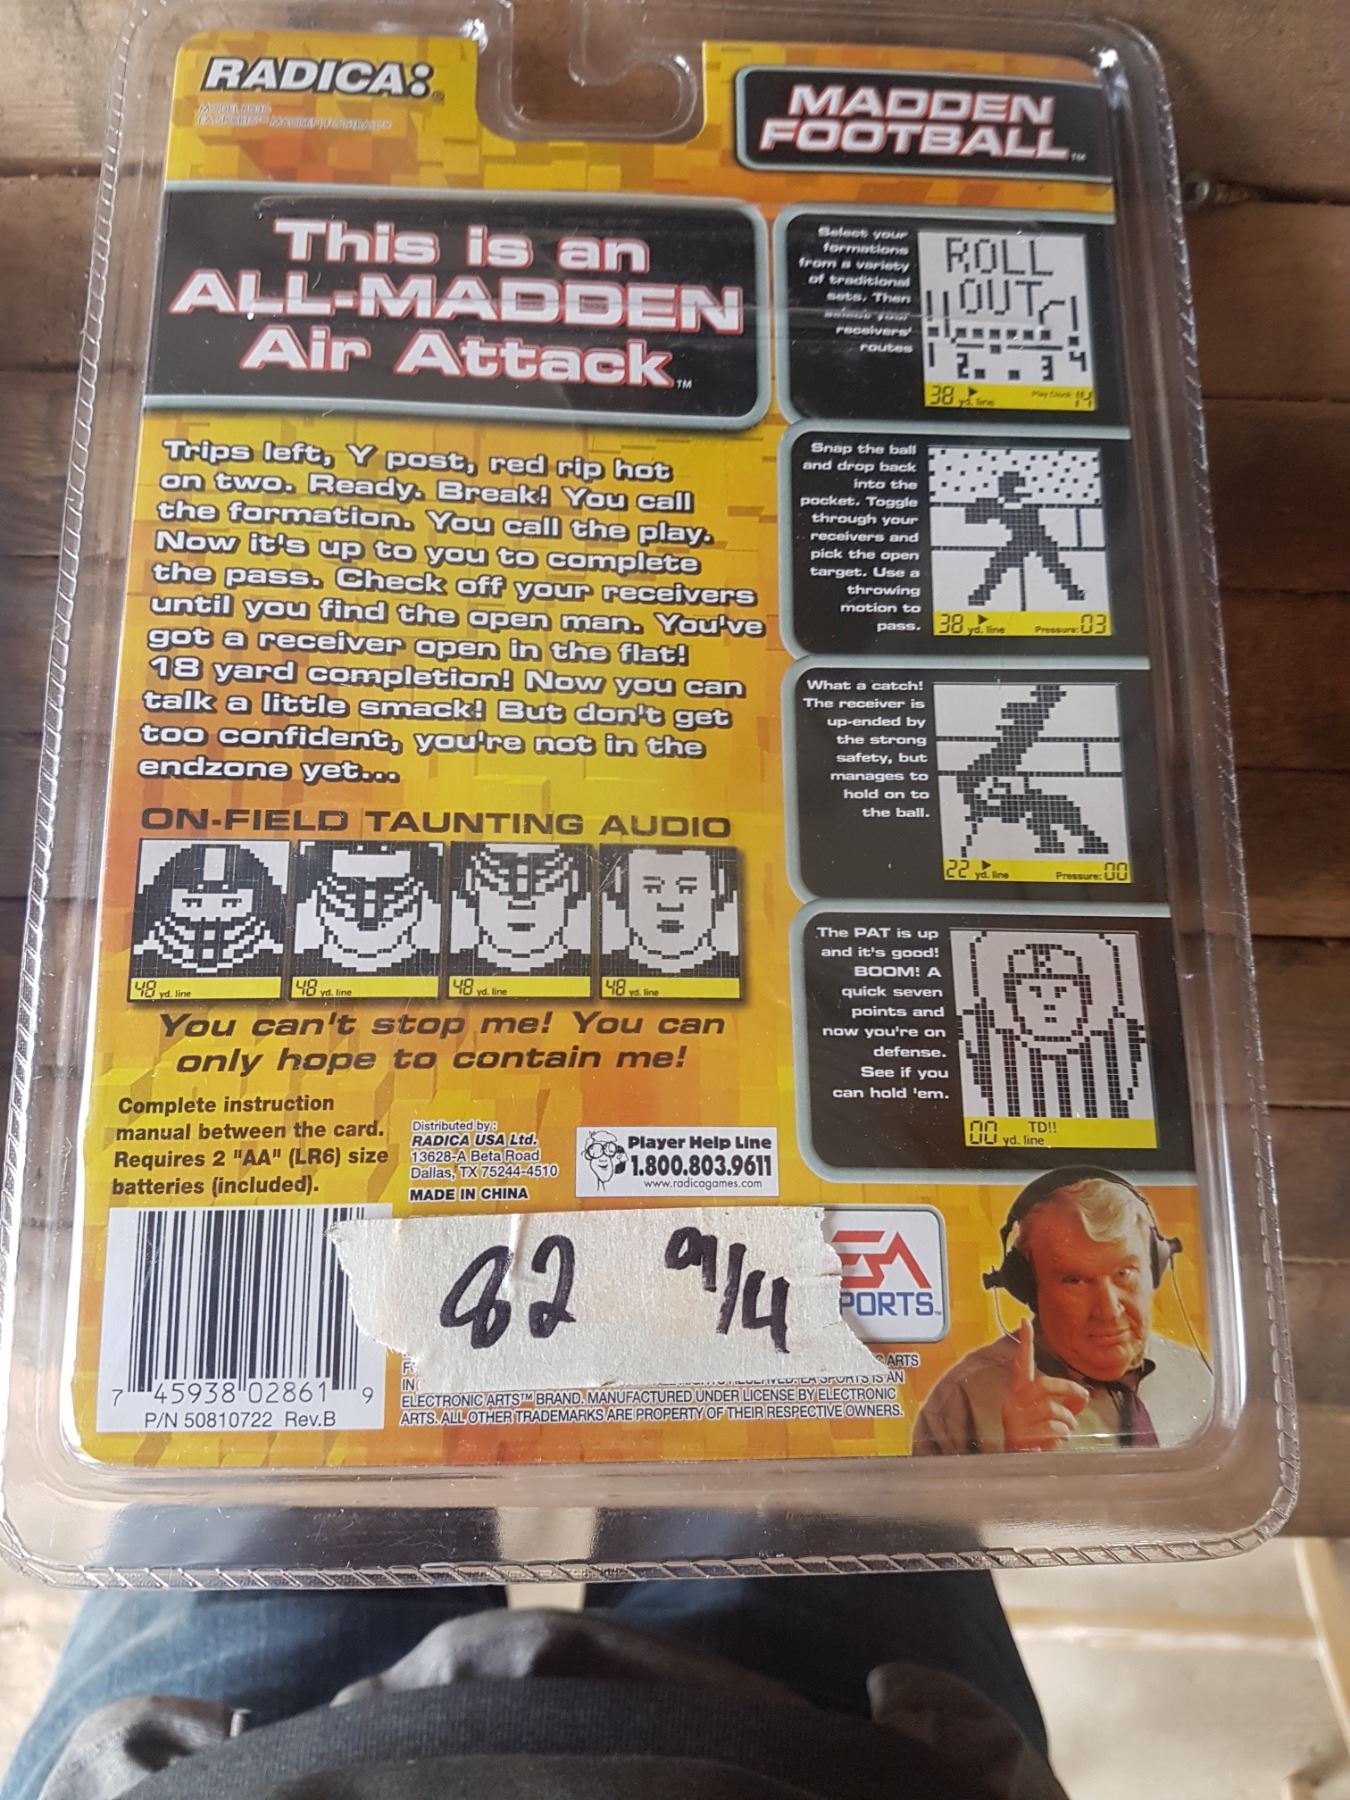 RADICA:
MADDEN
FOOTBALL™
This is an
ALL-MADDEN
Air Attack™
Trips left, Y post, red rip hot
on two. Ready. Break! You call
the formation. You call the play.
Now it's up to you to complete
the pass. Check off your receivers
until you find the open man. You've
got a receiver open in the flat!
18 yard completion! Now you can
talk a little smack! But don't get
too confident, you're not in the
endzone yet...
ON-FIELD TAUNTING AUDIO
48 yd. line
48 yd. line
48 yd. line
48 yd. line
You can't stop me! You can
only hope to contain me!
Select your
formations
from a variety
of traditional
sets. Then
select your
receivers'
routes
ROLL
OUT
1 2 3 4
38 yd. line Play Clock: 14
Snap the ball
and drop back
into the
pocket. Toggle
through your
receivers and
pick the open
target. Use a
throwing
motion to
pass.
38 yd. line Pressure: 03
What a catch!
The receiver is
up-ended by
the strong
safety, but
manages to
hold on to
the ball.
22 yd. line Pressure: 00
The PAT is up
and it's good!
BOOM! A
quick seven
points and
now you're on
defense.
See if you
can hold 'em.
00 yd. line TD!!
Complete instruction
manual between the card.
Requires 2 "AA" (LR6) size
batteries (included).
Distributed by:
RADICA USA Ltd.
13628-A Beta Road
Dallas, TX 75244-4510
MADE IN CHINA
Player Help Line
1.800.803.9611
www.radicagames.com
82 9/4
EA
SPORTS™
7 45938 02861 9
P/N 50810722 Rev.B
ARTS
IN EA SPORTS IS AN
ELECTRONIC ARTS™ BRAND. MANUFACTURED UNDER LICENSE BY ELECTRONIC
ARTS. ALL OTHER TRADEMARKS ARE PROPERTY OF THEIR RESPECTIVE OWNERS.